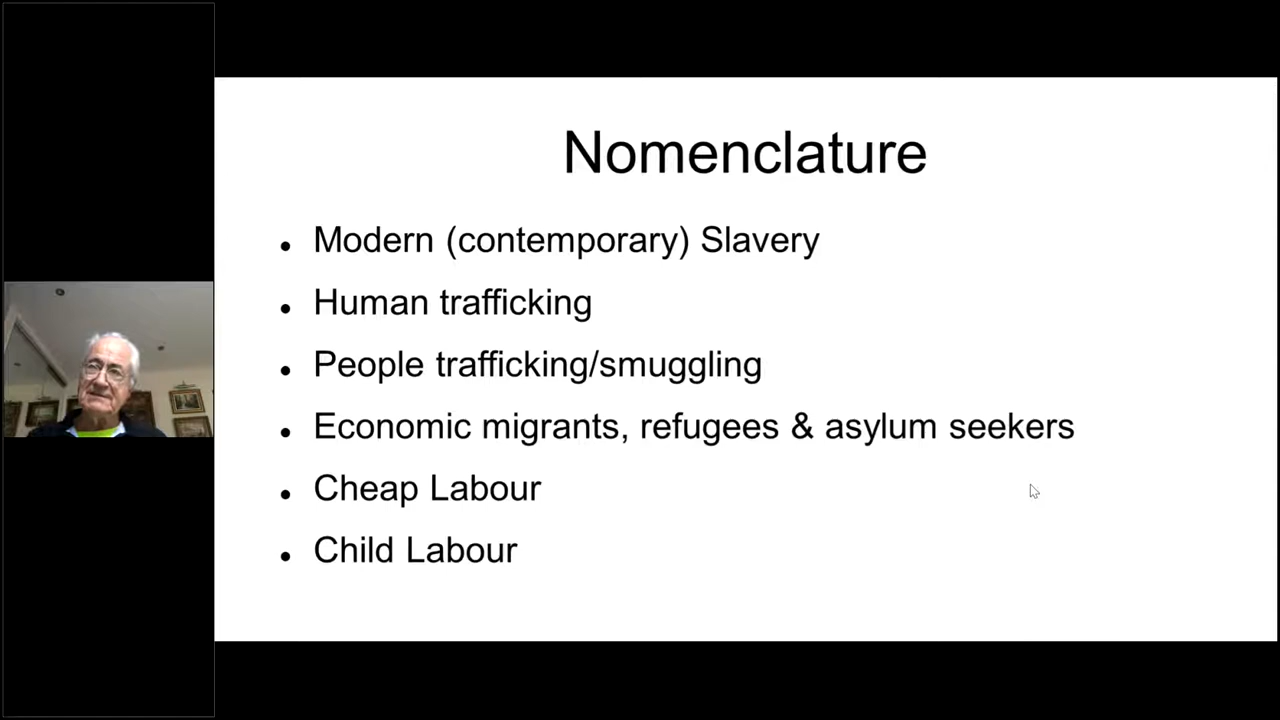 Nomenclature
Modern (contemporary) Slavery
Human trafficking
People trafficking/smuggling
Economic migrants, refugees & asylum seekers
Cheap Labour
Child Labour